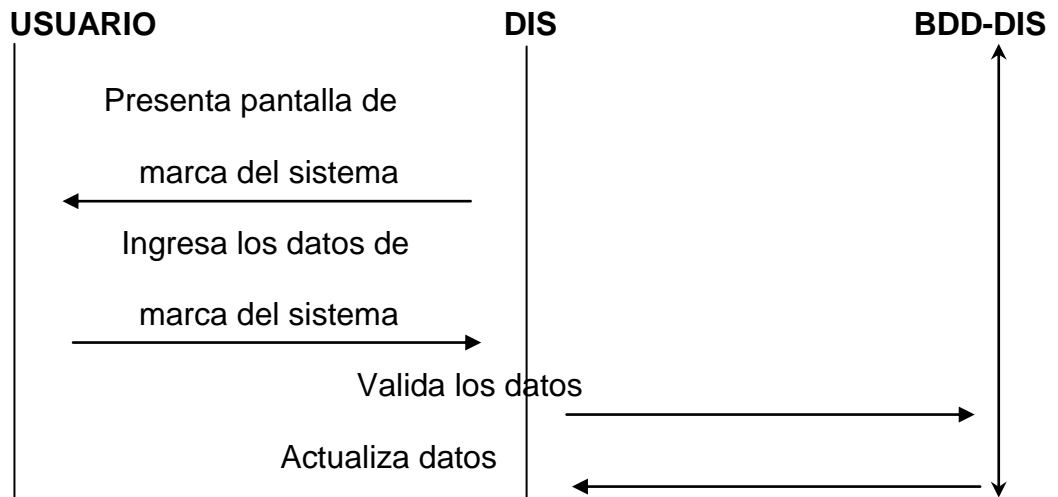 USUARIO DIS BDD-DIS
Presenta pantalla de
marca del sistema
Ingresa los datos de
marca del sistema
Valida los datos
Actualiza datos